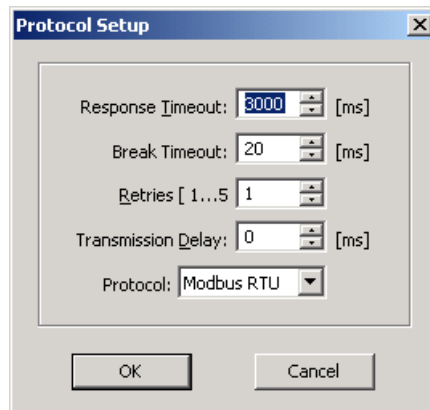 Protocol Setup
Response Timeout: 3000 [ms]
Break Timeout: 20 [ms]
Retries [ 1...5 1
Transmission Delay: 0 [ms]
Protocol: Modbus RTU
OK Cancel